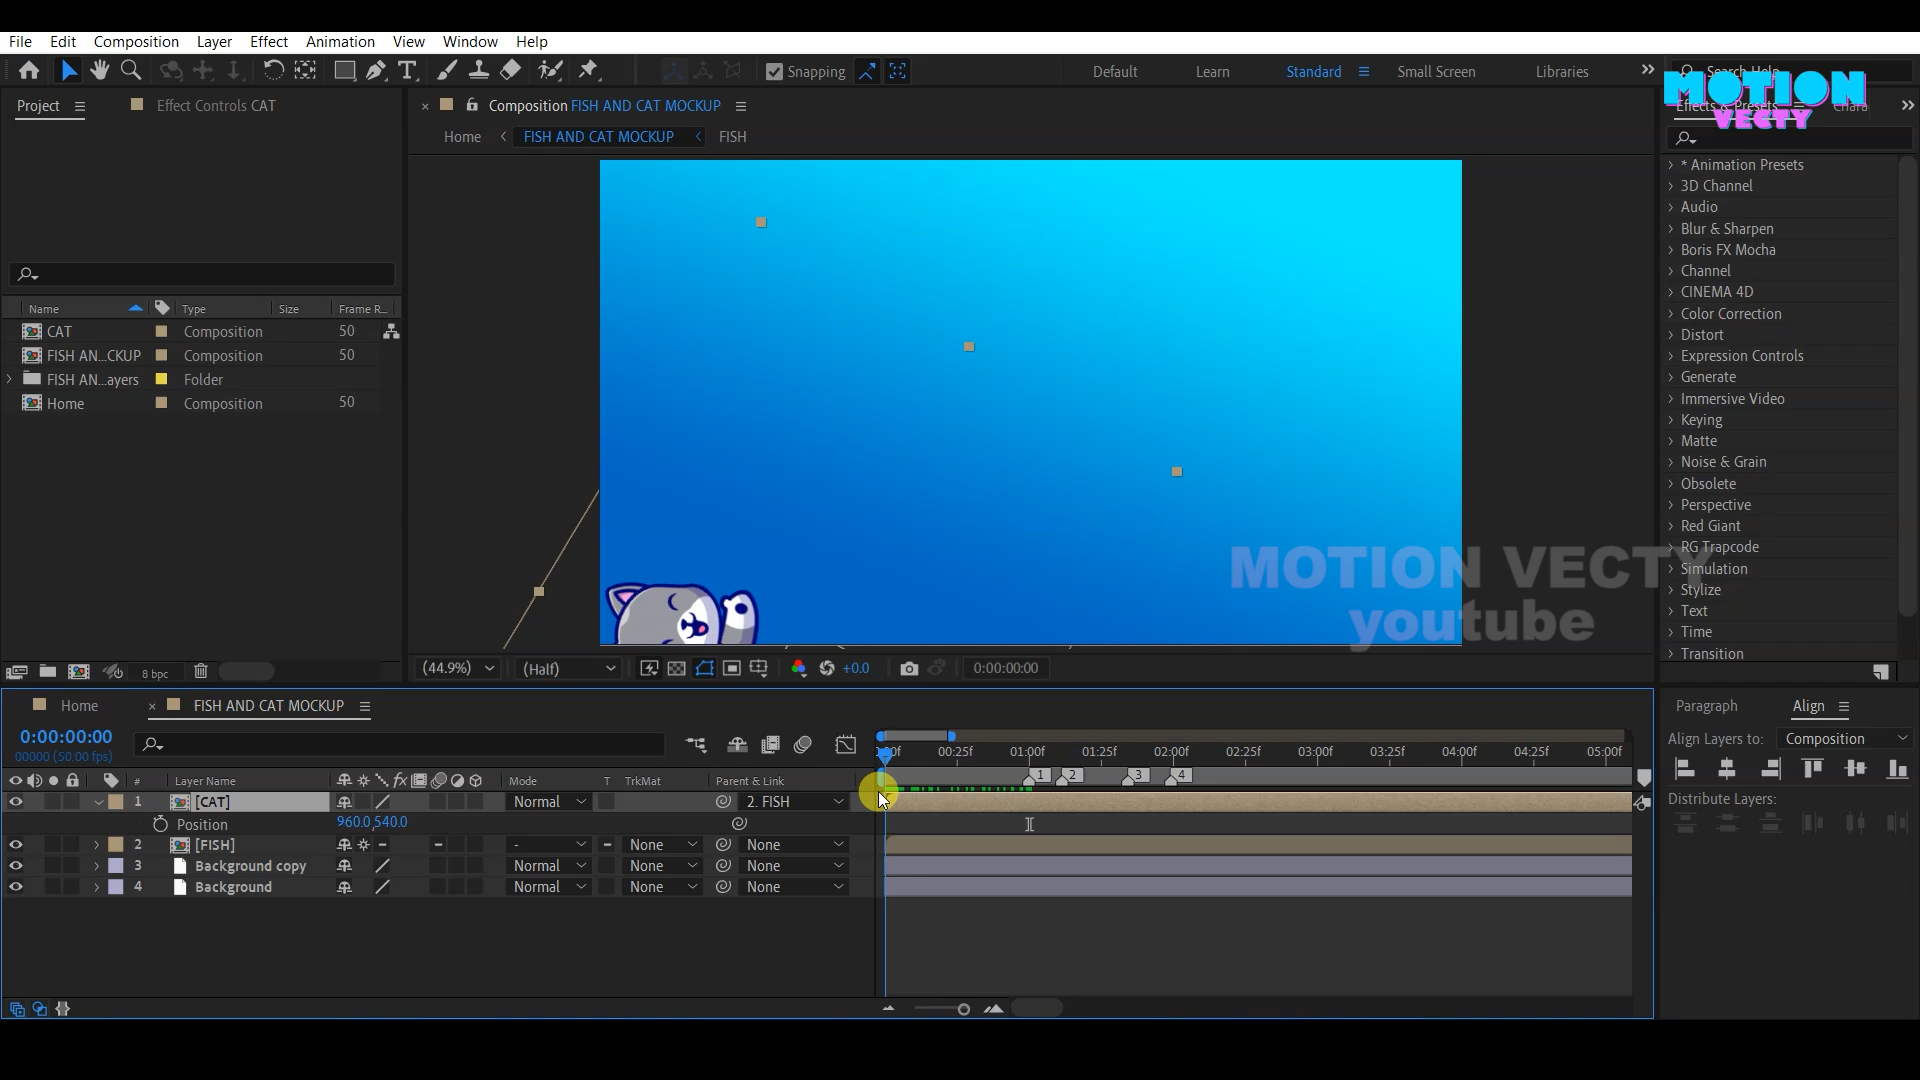 File Edit Composition Layer Effect Animation View Window Help
Snapping Default Learn Standard Small Screen Libraries
MOTION
VECTY
Project Effect Controls CAT
Composition FISH AND CAT MOCKUP
Home FISH AND CAT MOCKUP FISH
Name Type Size Frame R...
CAT Composition 50
FISH AN...CKUP Composition 50
FISH AN...ayers Folder
Home Composition 50
8 bpc
* Animation Presets
3D Channel
Audio
Blur & Sharpen
Boris FX Mocha
Channel
CINEMA 4D
Color Correction
Distort
Expression Controls
Generate
Immersive Video
Keying
Matte
Noise & Grain
Obsolete
Perspective
Red Giant
RG Trapcode
Simulation
Stylize
Text
Time
Transition
MOTION VECTY
youtube
(44.9%) (Half) +0.0 0:00:00:00
Home FISH AND CAT MOCKUP
0:00:00:00
00000 (50.00 fps)
00:25f 01:00f 01:25f 02:00f 02:25f 03:00f 03:25f 04:00f 04:25f 05:00f
1 2 3 4
# Layer Name Mode T TrkMat Parent & Link
1 [CAT] Normal 2. FISH
Position 960.0,540.0
2 [FISH] - None None
3 Background copy Normal None None
4 Background Normal None None
Paragraph Align
Align Layers to: Composition
Distribute Layers: